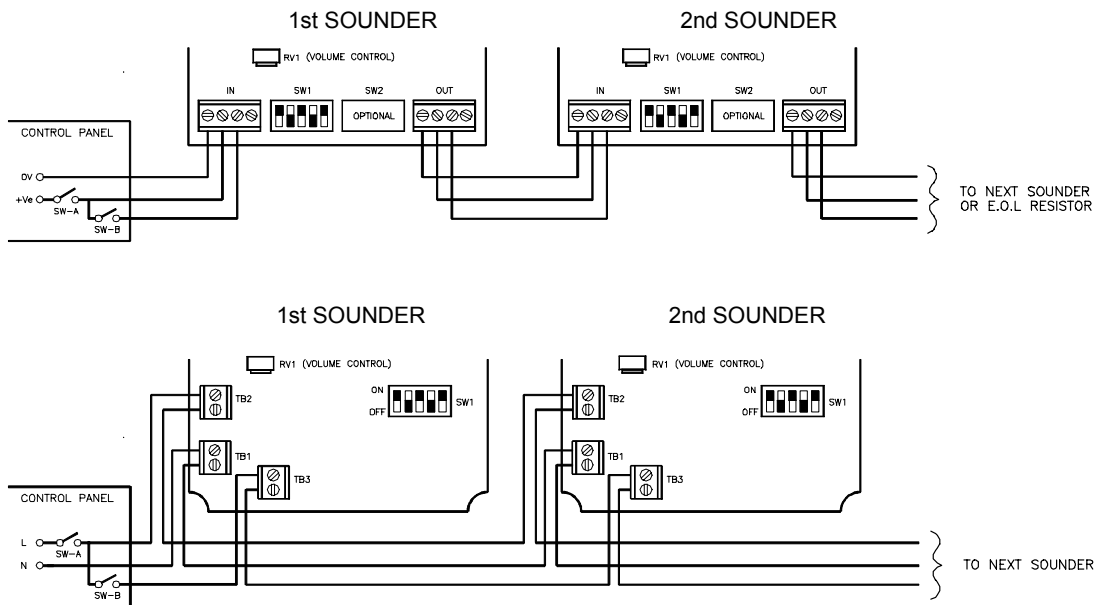 1st SOUNDER
2nd SOUNDER
RV1 (VOLUME CONTROL)
RV1 (VOLUME CONTROL)
IN
SW1
SW2
OUT
IN
SW1
SW2
OUT
OPTIONAL
OPTIONAL
CONTROL PANEL
0V
+Ve
SW-A
SW-B
TO NEXT SOUNDER
OR E.O.L RESISTOR
1st SOUNDER
2nd SOUNDER
RV1 (VOLUME CONTROL)
RV1 (VOLUME CONTROL)
TB2
ON
OFF
SW1
TB2
ON
OFF
SW1
TB1
TB3
TB1
TB3
CONTROL PANEL
L
SW-A
N
SW-B
TO NEXT SOUNDER